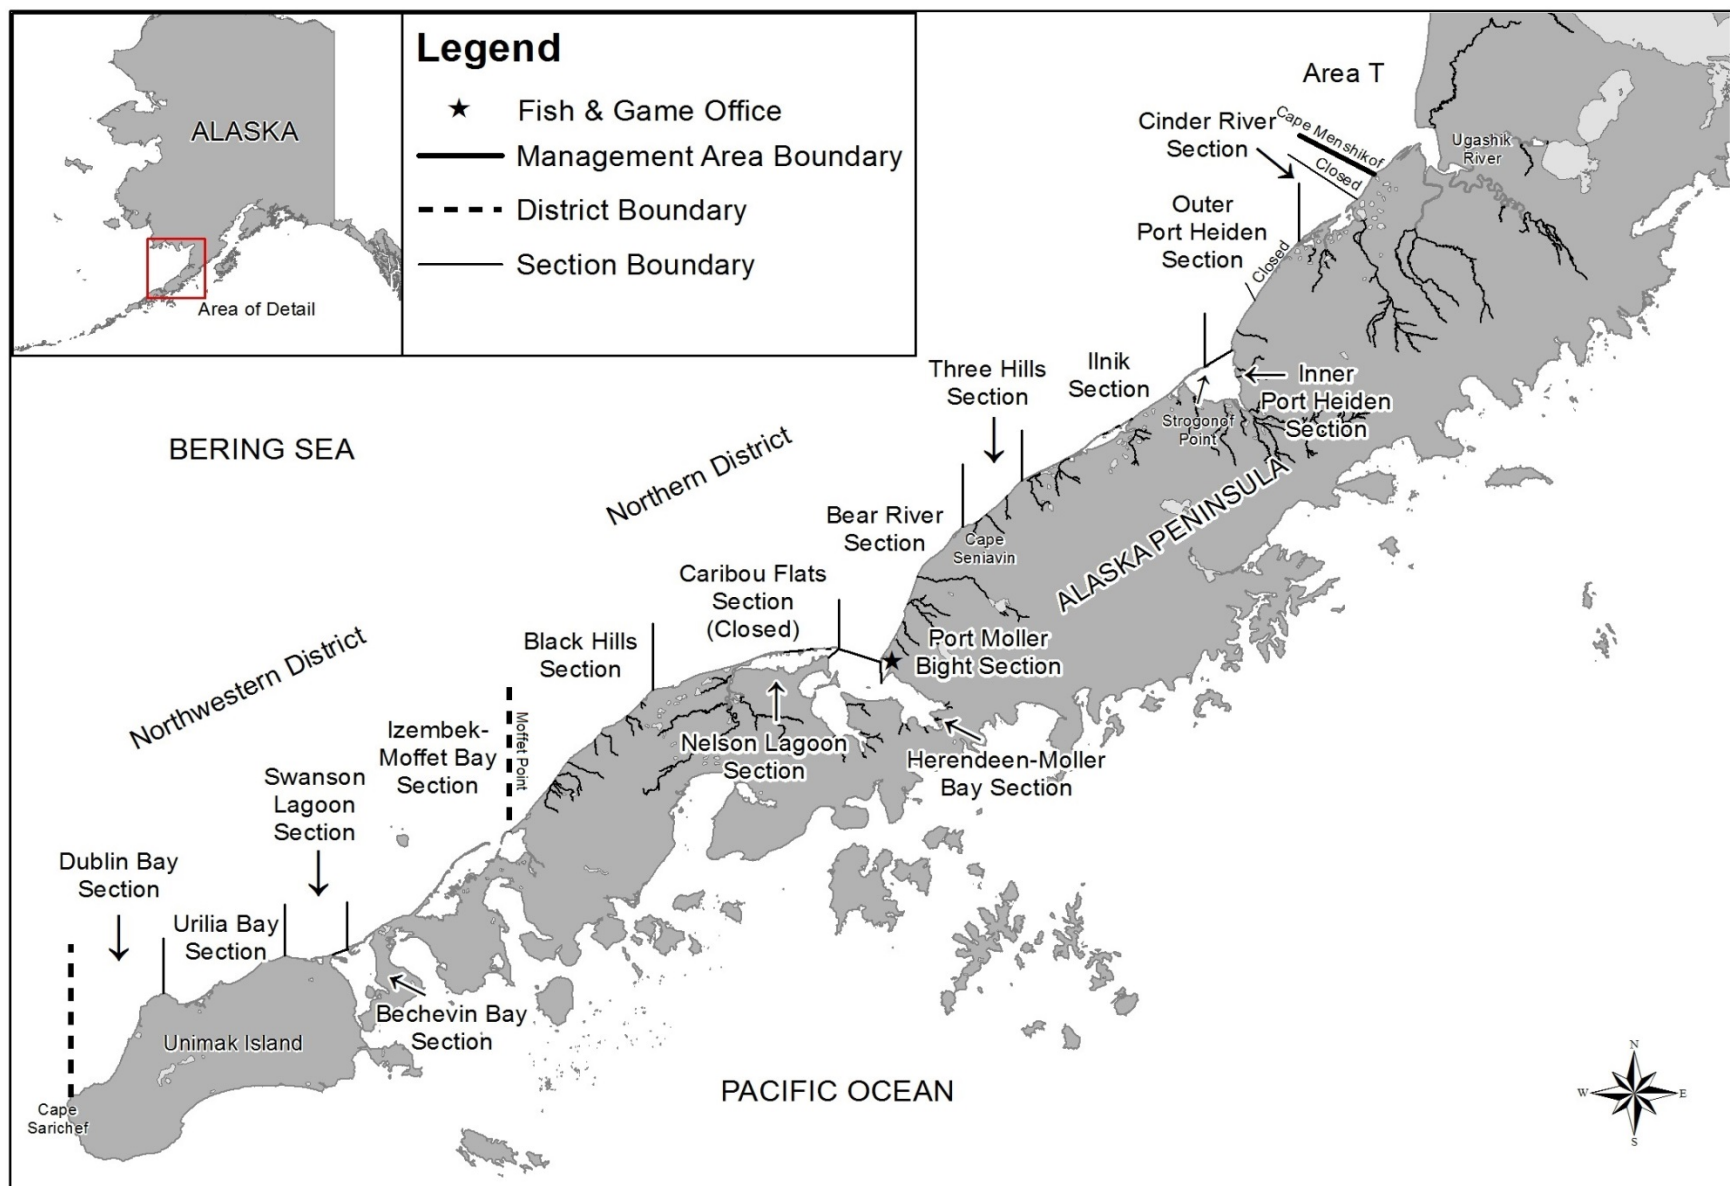 ALASKA
Area of Detail
Legend
Fish & Game Office
Management Area Boundary
District Boundary
Section Boundary
Area T
Cinder River
Section
Cape Menshikof
Closed
Ugashik
River
Outer
Port Heiden
Section
Closed
Ilnik
Section
Three Hills
Section
Inner
Port Heiden
Section
Strogonof
Point
BERING SEA
Northern District
Bear River
Section
Cape
Seniavin
ALASKA PENINSULA
Caribou Flats
Section
(Closed)
Black Hills
Section
Port Moller
Bight Section
Northwestern District
Izembek-
Moffet Bay
Section
Moffet Point
Nelson Lagoon
Section
Herendeen-Moller
Bay Section
Swanson
Lagoon
Section
Dublin Bay
Section
Urilia Bay
Section
Bechevin Bay
Section
Unimak Island
Cape
Sarichef
PACIFIC OCEAN
N
W
E
S